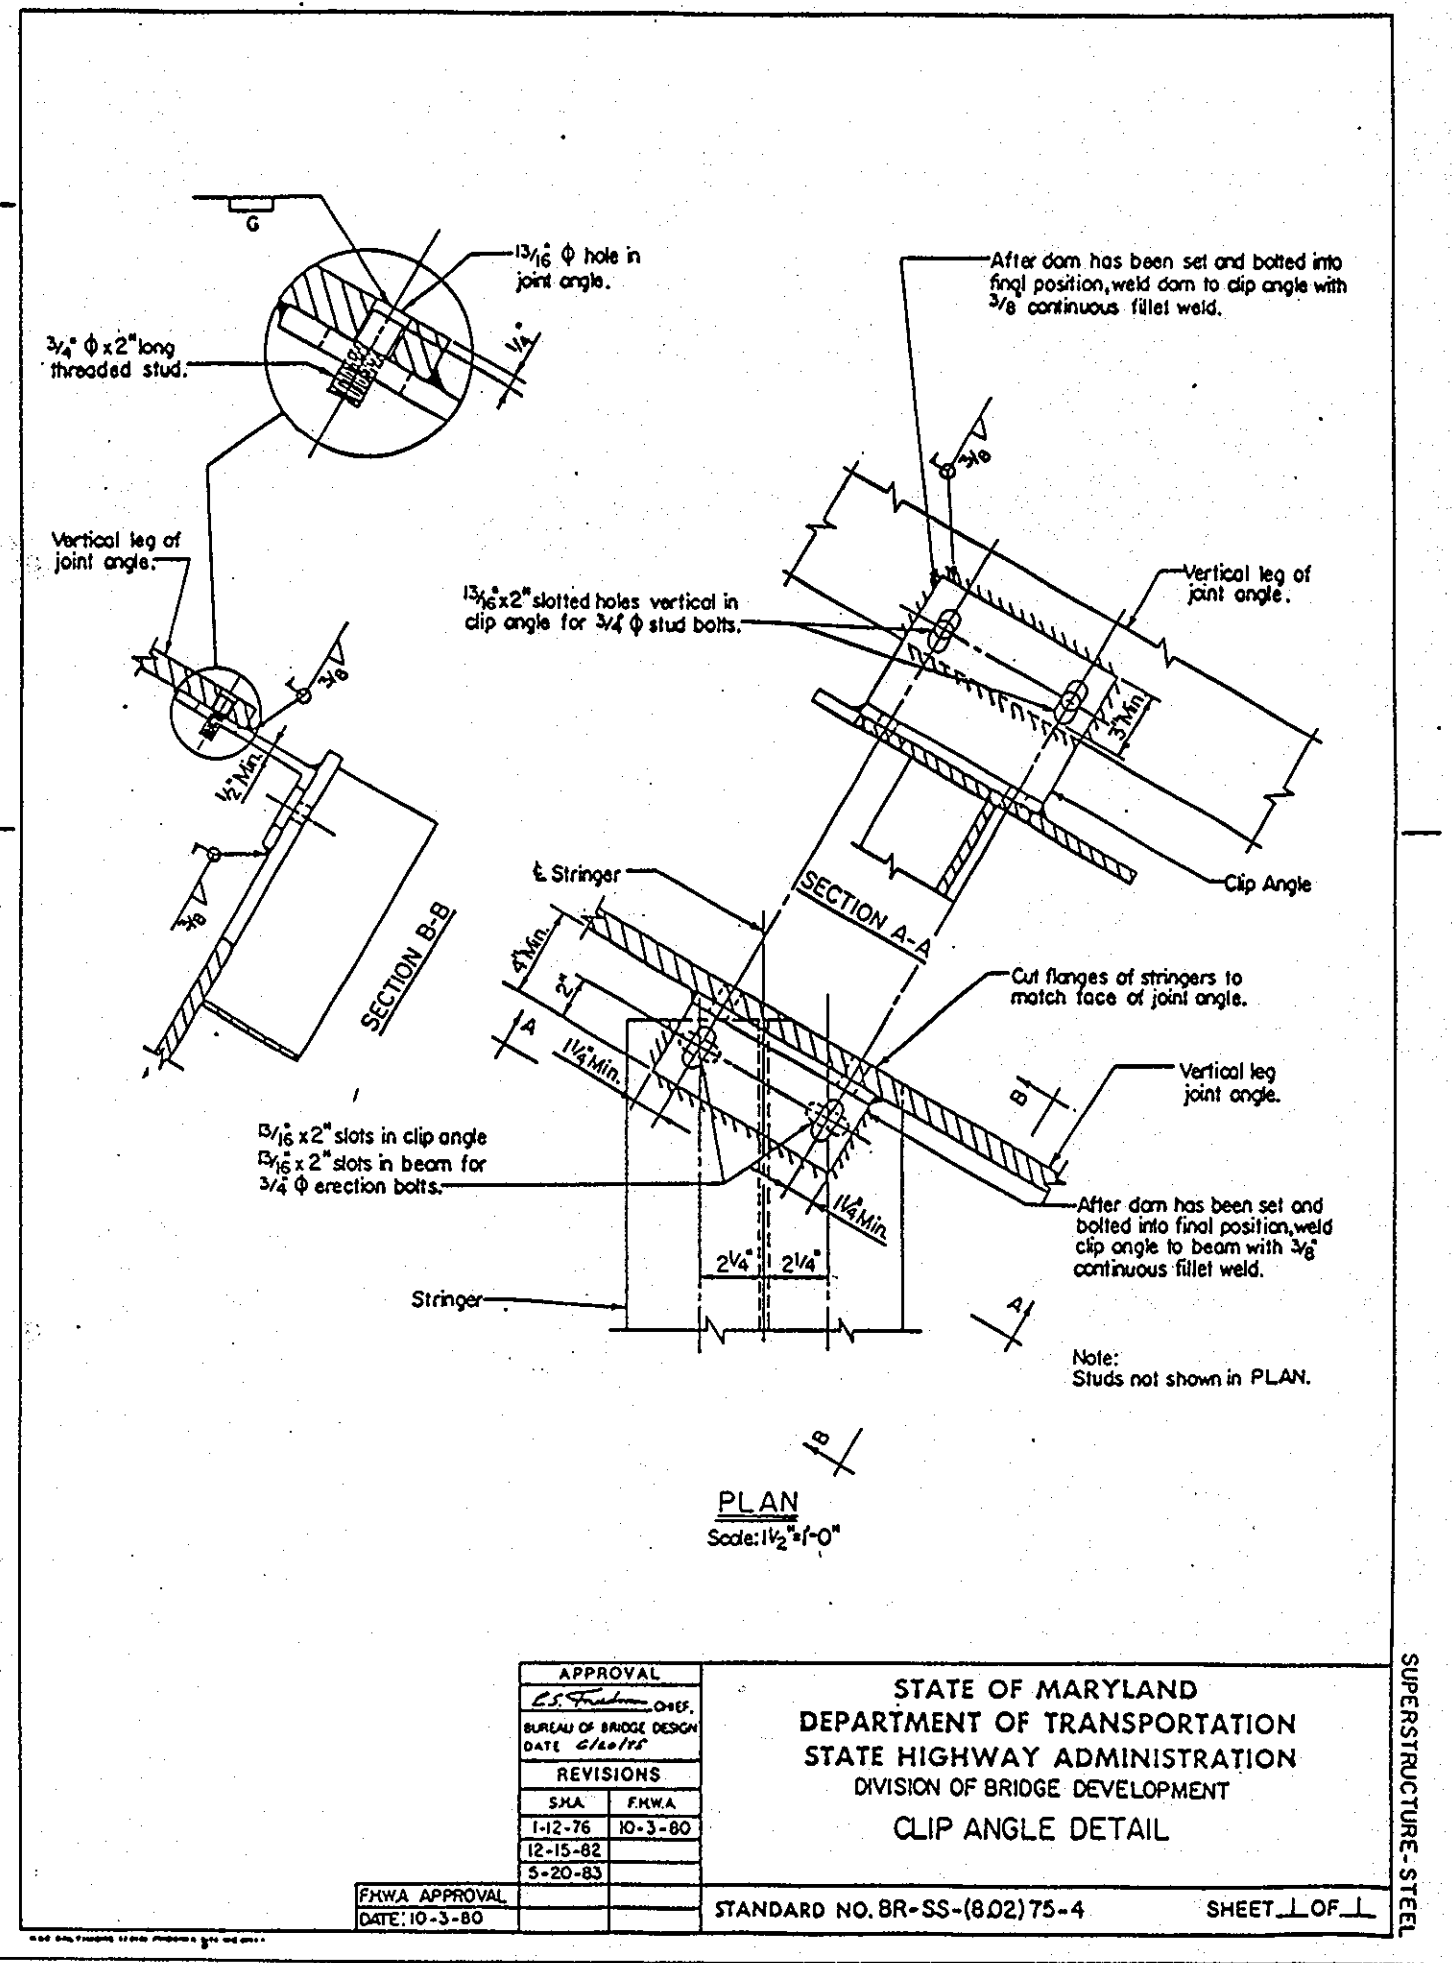 G
13/16" Φ hole in
joint angle.
3/4" Φ x 2" long
threaded stud.
1/4"
After dam has been set and bolted into
final position, weld dam to clip angle with
3/8" continuous fillet weld.
3/8
Vertical leg of
joint angle.
13/16" x 2" slotted holes vertical in
clip angle for 3/4" Φ stud bolts.
Vertical leg of
joint angle.
3/8
3" Min.
1/2" Min.
3/8
SECTION B-B
℄ Stringer
SECTION A-A
Clip Angle
4" Min.
2"
A
1 1/4" Min.
Cut flanges of stringers to
match face of joint angle.
B
Vertical leg
joint angle.
13/16" x 2" slots in clip angle
13/16" x 2" slots in beam for
3/4" Φ erection bolts.
1 1/4" Min.
After dam has been set and
bolted into final position, weld
clip angle to beam with 3/8"
continuous fillet weld.
2 1/4" 2 1/4"
Stringer
A
Note:
Studs not shown in PLAN.
B
PLAN
Scale: 1 1/2" = 1'-0"
APPROVAL
CHIEF,
BUREAU OF BRIDGE DESIGN
DATE
REVISIONS
S.H.A. F.H.W.A
1-12-76 10-3-80
12-15-82
5-20-83
F.H.W.A APPROVAL
DATE: 10-3-80
STATE OF MARYLAND
DEPARTMENT OF TRANSPORTATION
STATE HIGHWAY ADMINISTRATION
DIVISION OF BRIDGE DEVELOPMENT
CLIP ANGLE DETAIL
STANDARD NO. BR-SS-(8.02)75-4 SHEET 1 OF 1
SUPERSTRUCTURE-STEEL